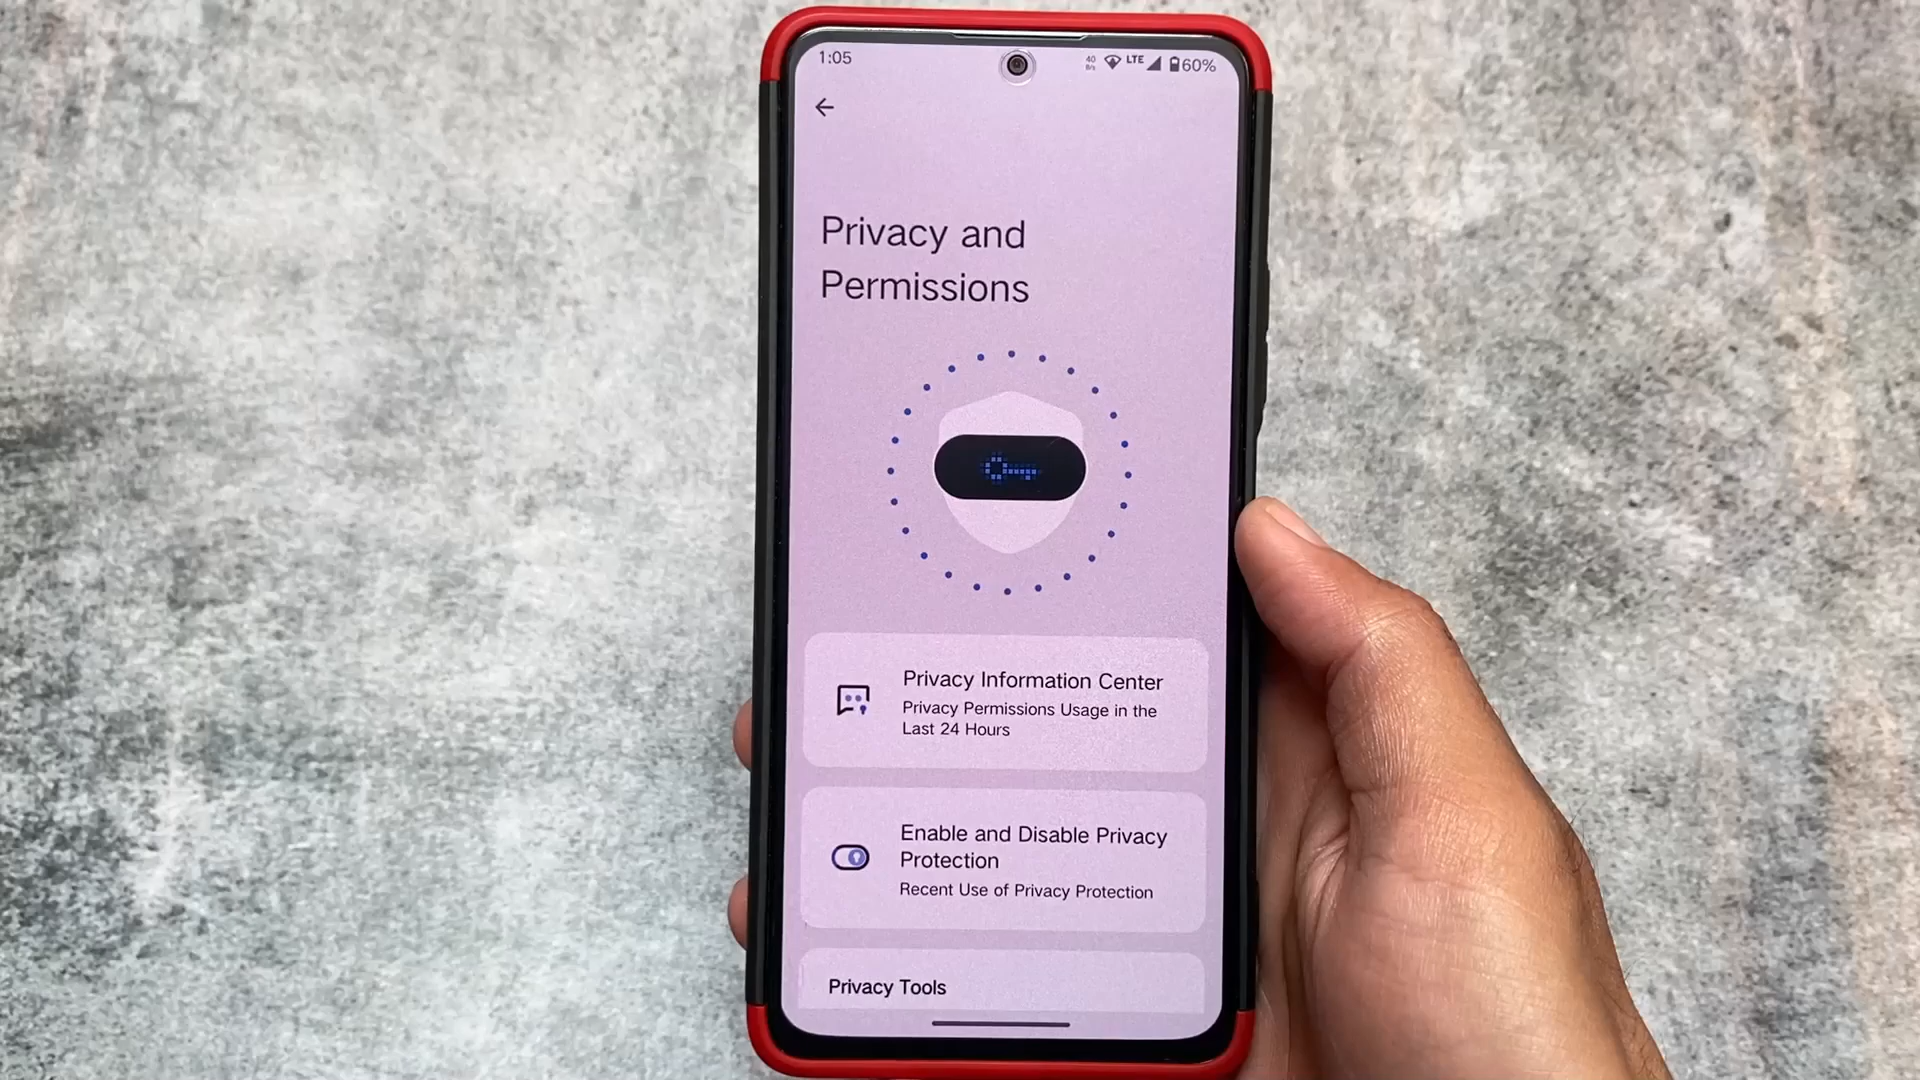 1:05
40
B/s
LTE
60%
Privacy and
Permissions
Privacy Information Center
Privacy Permissions Usage in the
Last 24 Hours
Enable and Disable Privacy
Protection
Recent Use of Privacy Protection
Privacy Tools